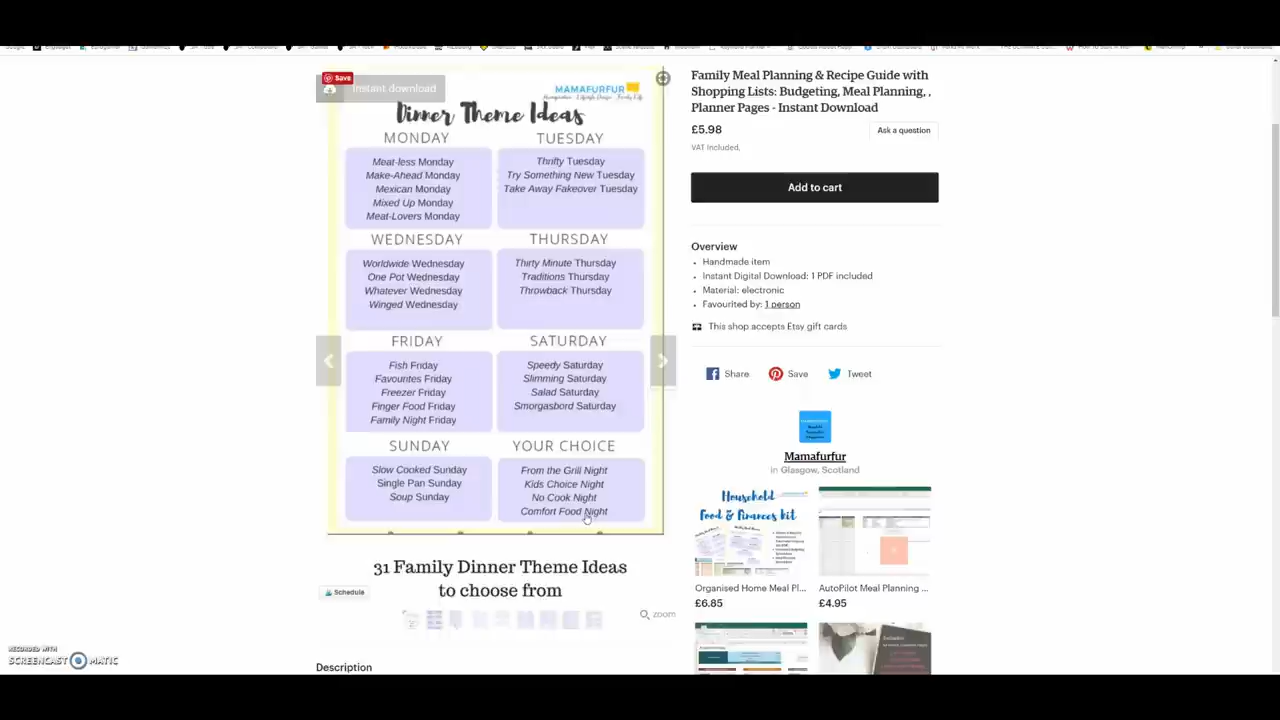 Save
Instant download
MAMAFURFUR
Dinner Theme Ideas
MONDAY
Meat-less Monday
Make-Ahead Monday
Mexican Monday
Mixed Up Monday
Meat-Lovers Monday
TUESDAY
Thrifty Tuesday
Try Something New Tuesday
Take Away Fakeover Tuesday
WEDNESDAY
Worldwide Wednesday
One Pot Wednesday
Whatever Wednesday
Winged Wednesday
THURSDAY
Thirty Minute Thursday
Traditions Thursday
Throwback Thursday
FRIDAY
Fish Friday
Favourites Friday
Freezer Friday
Finger Food Friday
Family Night Friday
SATURDAY
Speedy Saturday
Slimming Saturday
Salad Saturday
Smorgasbord Saturday
SUNDAY
Slow Cooked Sunday
Single Pan Sunday
Soup Sunday
YOUR CHOICE
From the Grill Night
Kids Choice Night
No Cook Night
Comfort Food Night
31 Family Dinner Theme Ideas
to choose from
Schedule
zoom
Description
Family Meal Planning & Recipe Guide with
Shopping Lists: Budgeting, Meal Planning, ,
Planner Pages - Instant Download
£5.98
Ask a question
VAT Included,
Add to cart
Overview
Handmade item
Instant Digital Download: 1 PDF included
Material: electronic
Favourited by: 1 person
This shop accepts Etsy gift cards
Share
Save
Tweet
Mamafurfur
in Glasgow, Scotland
Household
Food & Finances kit
Organised Home Meal Pl...
£6.85
AutoPilot Meal Planning ...
£4.95
RECORDED WITH
SCREENCAST MATIC